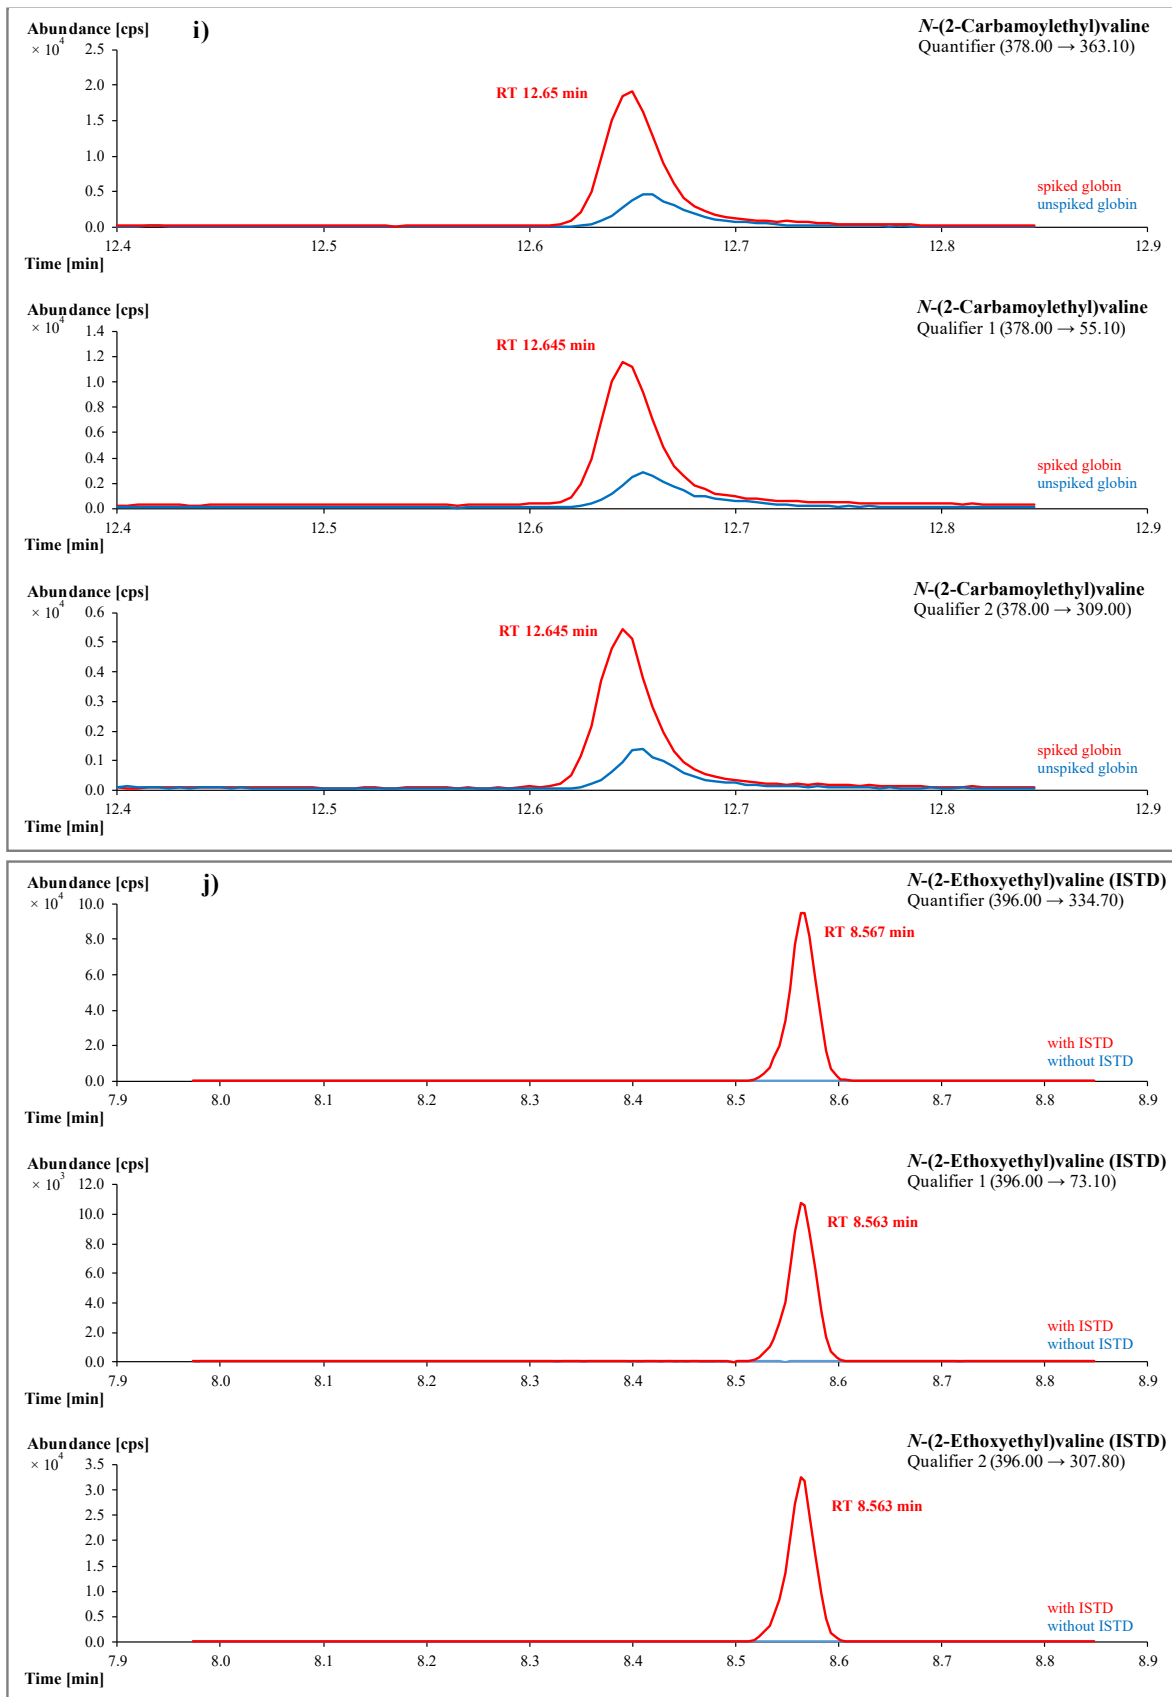 Abundance [cps]
i)
N-(2-Carbamoylethyl)valine
× 10⁴
Quantifier (378.00 → 363.10)
2.5
2.0
RT 12.65 min
1.5
1.0
spiked globin
0.5
unspiked globin
0.0
12.4 12.5 12.6 12.7 12.8 12.9
Time [min]
Abundance [cps]
N-(2-Carbamoylethyl)valine
× 10⁴
Qualifier 1 (378.00 → 55.10)
1.4
RT 12.645 min
1.2
1.0
0.8
0.6
0.4
spiked globin
0.2
unspiked globin
0.0
12.4 12.5 12.6 12.7 12.8 12.9
Time [min]
Abundance [cps]
N-(2-Carbamoylethyl)valine
× 10⁴
Qualifier 2 (378.00 → 309.00)
0.6
RT 12.645 min
0.5
0.4
0.3
0.2
spiked globin
0.1
unspiked globin
0.0
12.4 12.5 12.6 12.7 12.8 12.9
Time [min]
Abundance [cps]
j)
N-(2-Ethoxyethyl)valine (ISTD)
× 10⁴
Quantifier (396.00 → 334.70)
10.0
RT 8.567 min
8.0
6.0
4.0
with ISTD
2.0
without ISTD
0.0
7.9 8.0 8.1 8.2 8.3 8.4 8.5 8.6 8.7 8.8 8.9
Time [min]
Abundance [cps]
N-(2-Ethoxyethyl)valine (ISTD)
× 10³
Qualifier 1 (396.00 → 73.10)
12.0
10.0
RT 8.563 min
8.0
6.0
4.0
with ISTD
2.0
without ISTD
0.0
7.9 8.0 8.1 8.2 8.3 8.4 8.5 8.6 8.7 8.8 8.9
Time [min]
Abundance [cps]
N-(2-Ethoxyethyl)valine (ISTD)
× 10⁴
Qualifier 2 (396.00 → 307.80)
3.5
3.0
RT 8.563 min
2.5
2.0
1.5
1.0
with ISTD
0.5
without ISTD
0.0
7.9 8.0 8.1 8.2 8.3 8.4 8.5 8.6 8.7 8.8 8.9
Time [min]